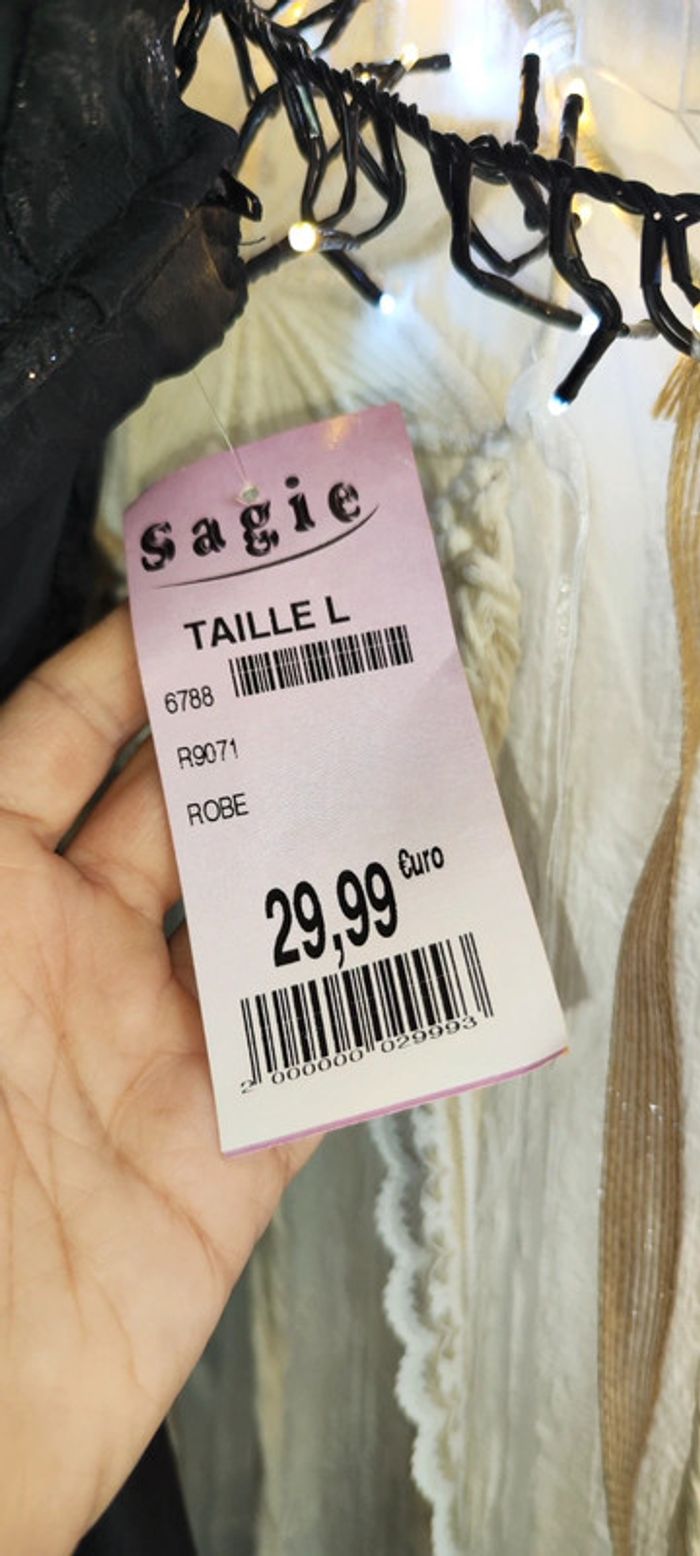 sagie
TAILLE L
6788
R9071
ROBE
29,99 €uro
2 000000 029993